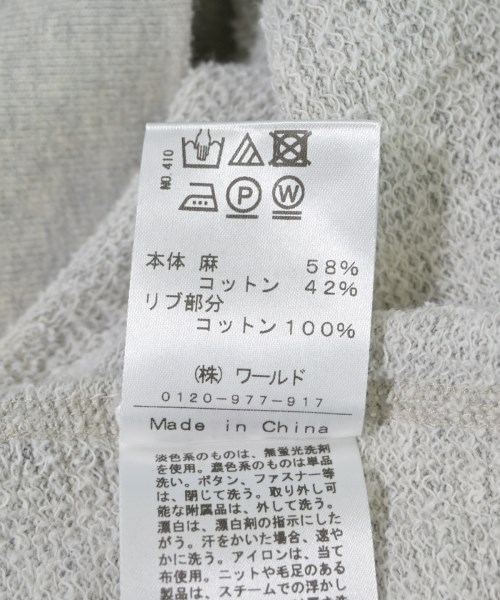 NO.410
P W
本体 麻 58%
コットン 42%
リブ部分
コットン100%
(株) ワールド
0120-977-917
Made in China
淡色系のものは、無蛍光洗剤
を使用。濃色系のものは単品
洗い。ボタン、ファスナー等
は、閉じて洗う。取り外し可
能な附属品は、外して洗う。
漂白は、漂白剤の指示にした
がう。汗をかいた場合、速や
かに洗う。アイロンは、当て
布使用。ニットや毛足のある
製品は、スチームでの浮かし